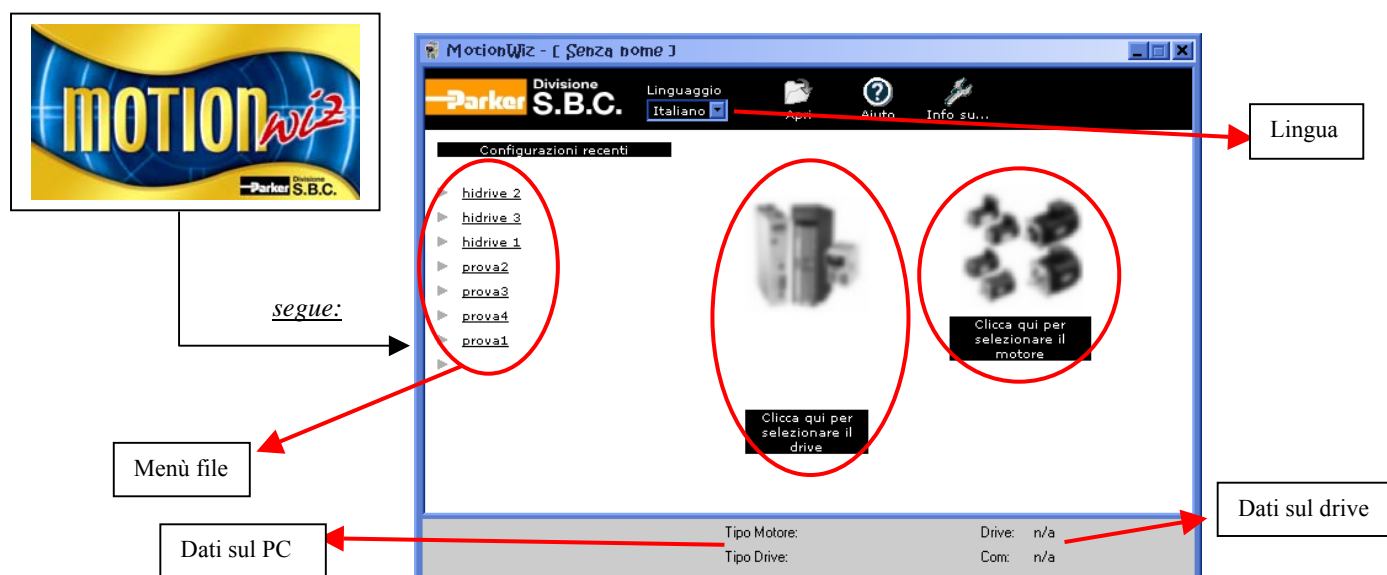 MOTION wiz
Parker Divisione S.B.C.
segue:
Menù file
Dati sul PC
MotionWiz - [ Senza nome ]
Parker Divisione S.B.C.
Linguaggio
Italiano
Apri
Aiuto
Info su...
Configurazioni recenti
hidrive 2
hidrive 3
hidrive 1
prova2
prova3
prova4
prova1
Clicca qui per
selezionare il
drive
Clicca qui per
selezionare il
motore
Tipo Motore:
Tipo Drive:
Drive: n/a
Com: n/a
Lingua
Dati sul drive